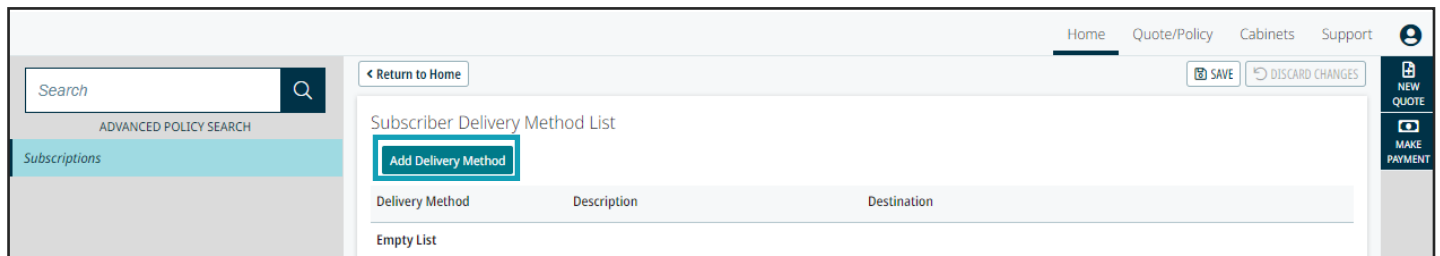 Home Quote/Policy Cabinets Support
Search
ADVANCED POLICY SEARCH
Subscriptions
< Return to Home
SAVE
DISCARD CHANGES
Subscriber Delivery Method List
Add Delivery Method
Delivery Method Description Destination
Empty List
NEW
QUOTE
MAKE
PAYMENT